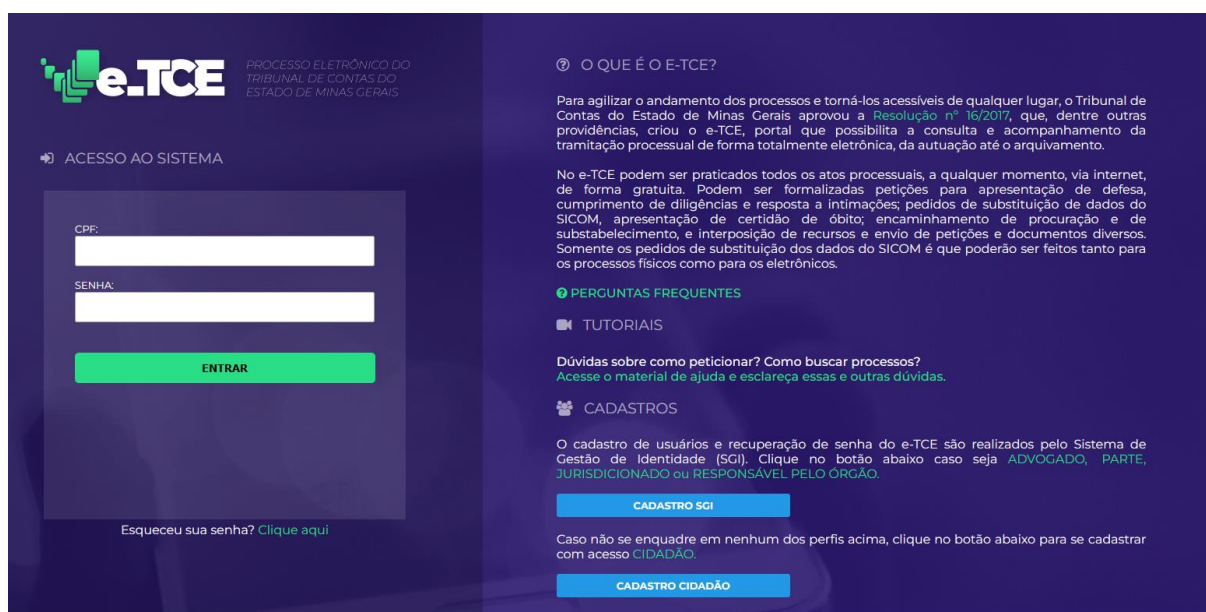 e_TCE
PROCESSO ELETRÔNICO DO
TRIBUNAL DE CONTAS DO
ESTADO DE MINAS GERAIS
ACESSO AO SISTEMA
CPF:
SENHA:
ENTRAR
Esqueceu sua senha? Clique aqui
O QUE É O E-TCE?
Para agilizar o andamento dos processos e torná-los acessíveis de qualquer lugar, o Tribunal de
Contas do Estado de Minas Gerais aprovou a Resolução nº 16/2017, que, dentre outras
providências, criou o e-TCE, portal que possibilita a consulta e acompanhamento da
tramitação processual de forma totalmente eletrônica, da autuação até o arquivamento.
No e-TCE podem ser praticados todos os atos processuais, a qualquer momento, via internet,
de forma gratuita. Podem ser formalizadas petições para apresentação de defesa,
cumprimento de diligências e resposta a intimações; pedidos de substituição de dados do
SICOM, apresentação de certidão de óbito; encaminhamento de procuração e de
substabelecimento, e interposição de recursos e envio de petições e documentos diversos.
Somente os pedidos de substituição dos dados do SICOM é que poderão ser feitos tanto para
os processos físicos como para os eletrônicos.
PERGUNTAS FREQUENTES
TUTORIAIS
Dúvidas sobre como peticionar? Como buscar processos?
Acesse o material de ajuda e esclareça essas e outras dúvidas.
CADASTROS
O cadastro de usuários e recuperação de senha do e-TCE são realizados pelo Sistema de
Gestão de Identidade (SGI). Clique no botão abaixo caso seja ADVOGADO, PARTE,
JURISDICIONADO ou RESPONSÁVEL PELO ÓRGÃO.
CADASTRO SGI
Caso não se enquadre em nenhum dos perfis acima, clique no botão abaixo para se cadastrar
com acesso CIDADÃO.
CADASTRO CIDADÃO